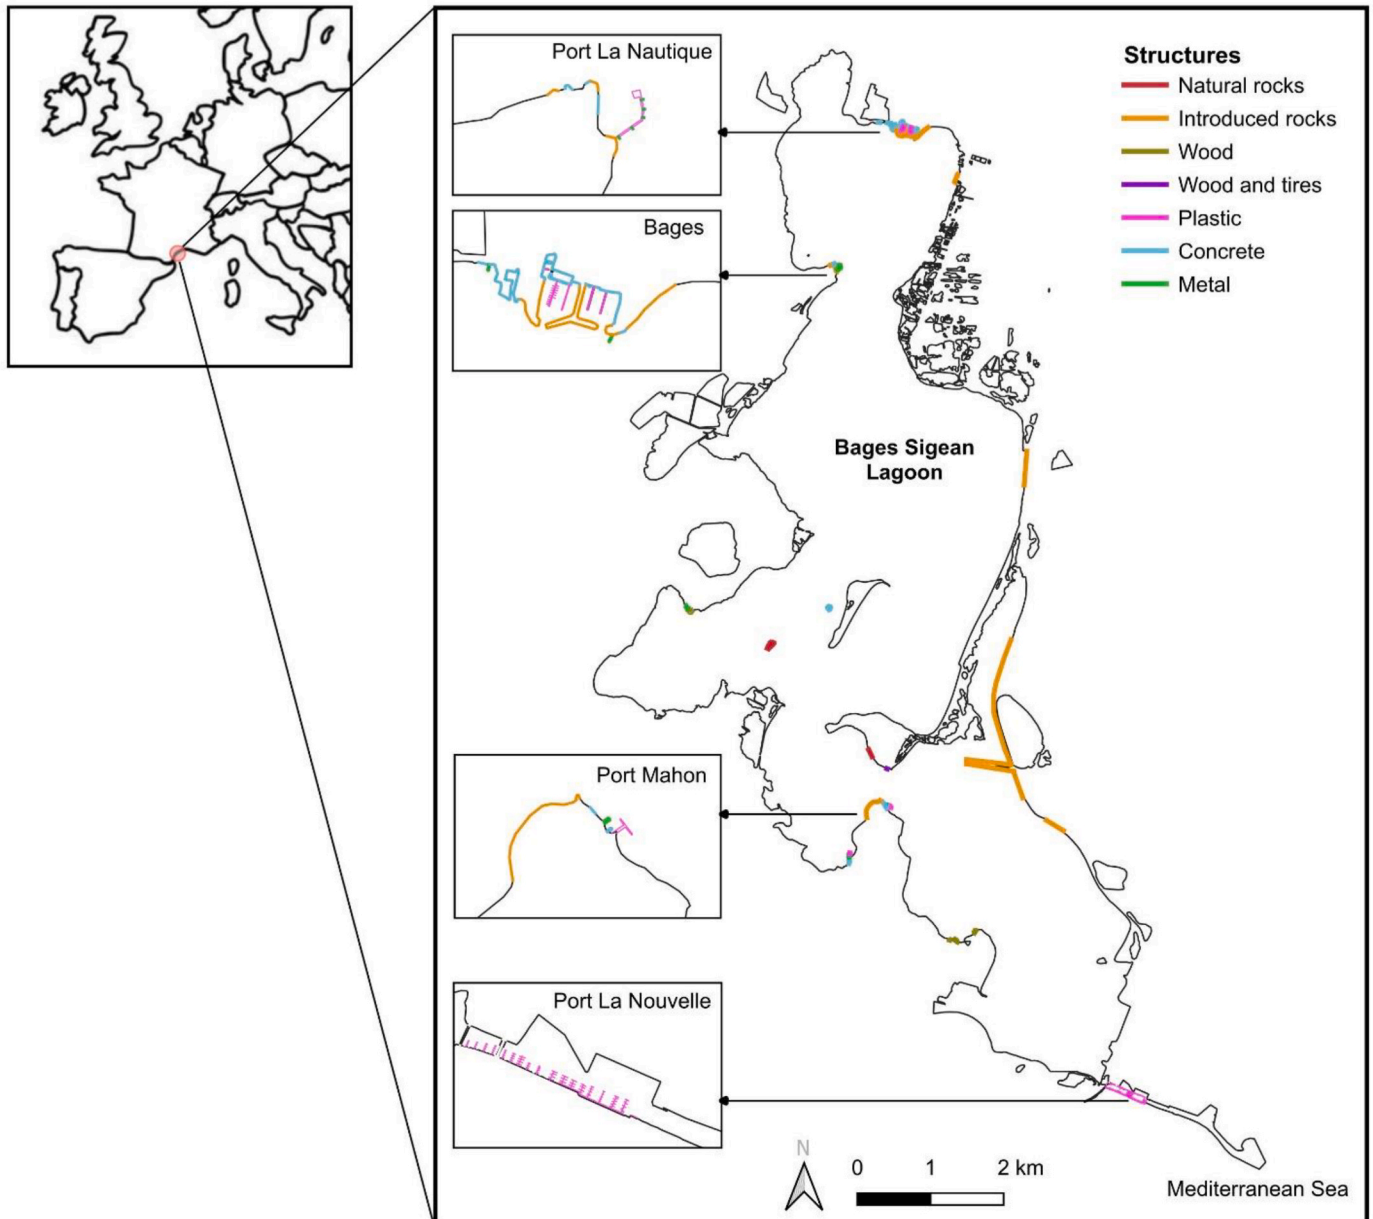 Port La Nautique
Bages
Port Mahon
Port La Nouvelle
Structures
Natural rocks
Introduced rocks
Wood
Wood and tires
Plastic
Concrete
Metal
Bages Sigean
Lagoon
N
0 1 2 km
Mediterranean Sea